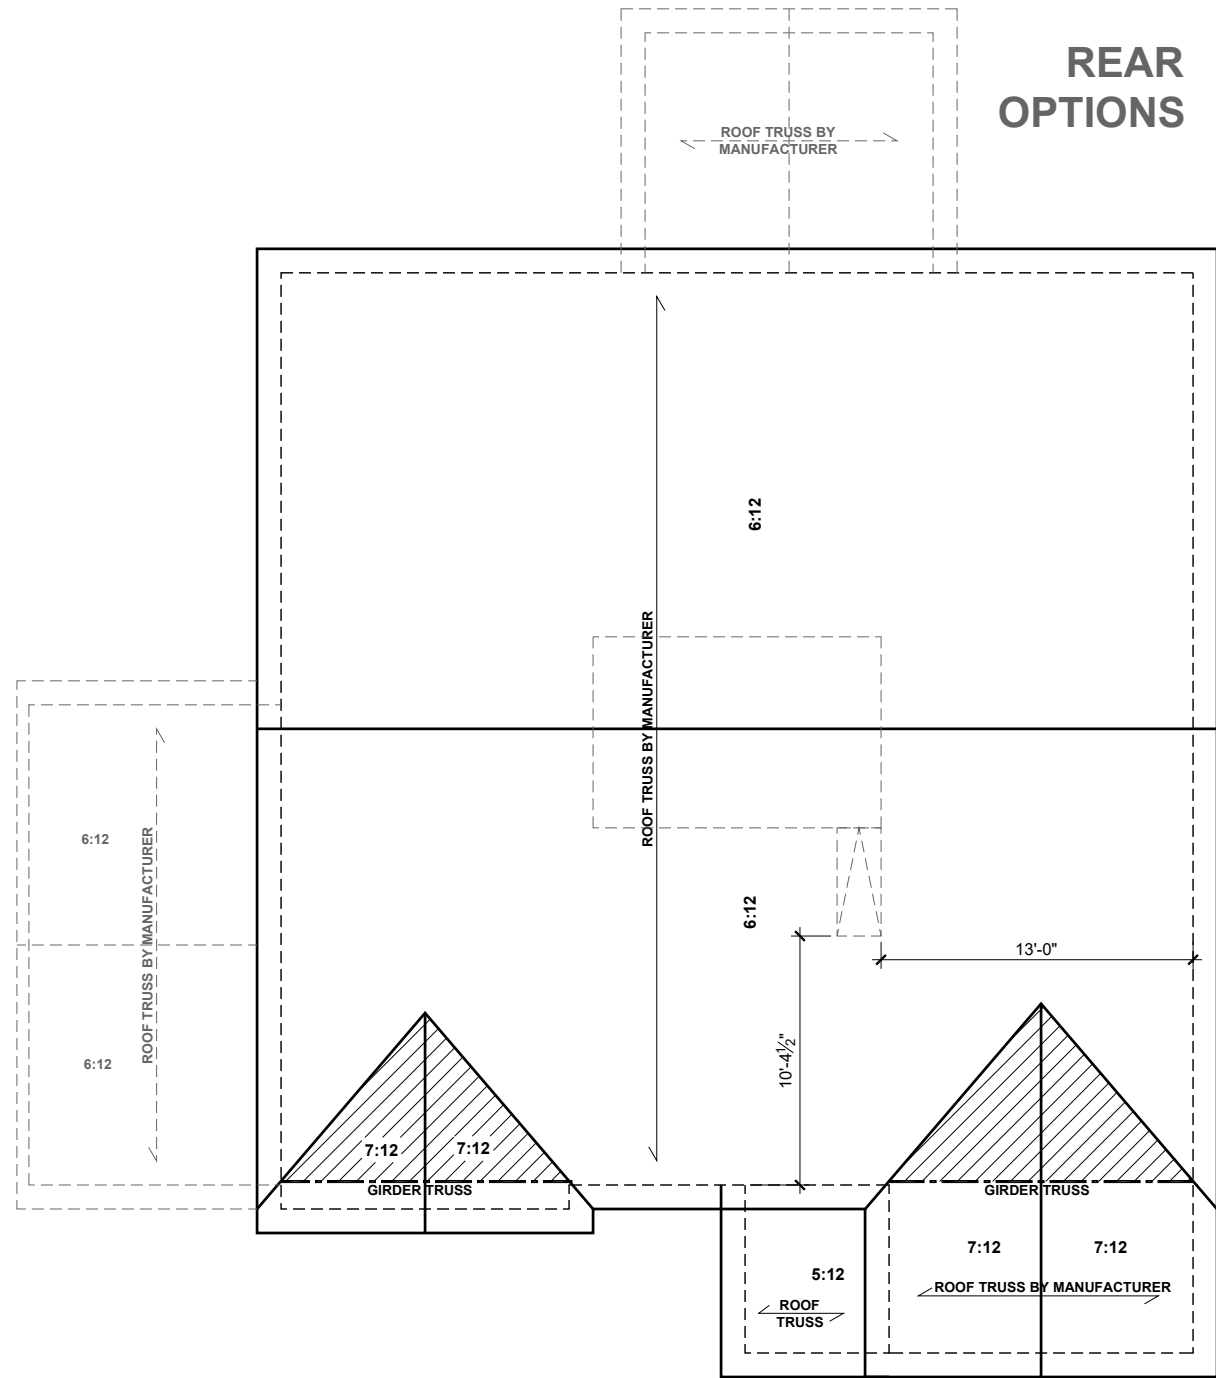 REAR
OPTIONS
ROOF TRUSS BY
MANUFACTURER
6:12
ROOF TRUSS BY MANUFACTURER
6:12
ROOF TRUSS BY MANUFACTURER
6:12
6:12
13'-0"
10'-4½"
7:12
7:12
GIRDER TRUSS
GIRDER TRUSS
7:12
7:12
5:12
ROOF TRUSS BY MANUFACTURER
ROOF
TRUSS